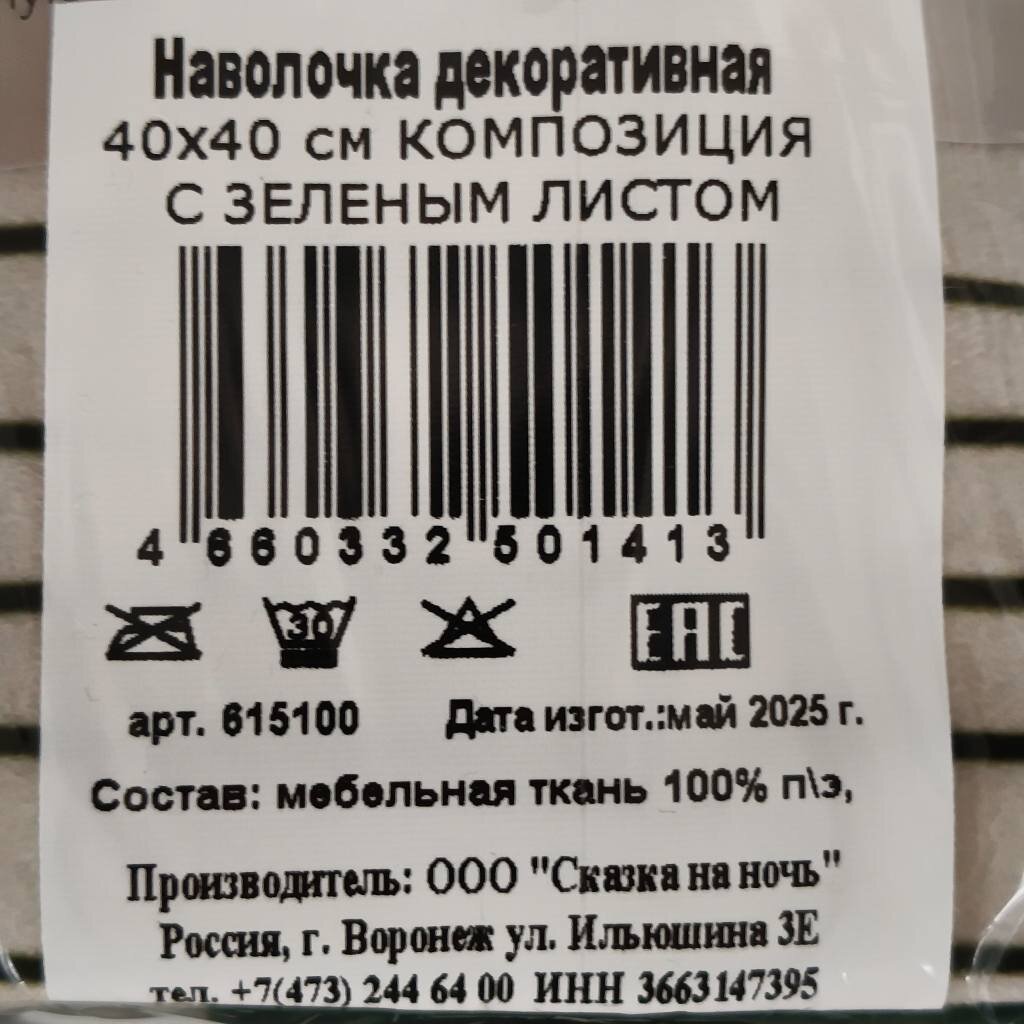 Наволочка декоративная
40х40 см КОМПОЗИЦИЯ
С ЗЕЛЕНЫМ ЛИСТОМ
4 660332 501413
30 EAC
арт. 615100 Дата изгот.:май 2025 г.
Состав: мебельная ткань 100% п\э,
Производитель: ООО "Сказка на ночь"
Россия, г. Воронеж ул. Ильюшина 3Е
тел. +7(473) 244 64 00 ИНН 3663147395